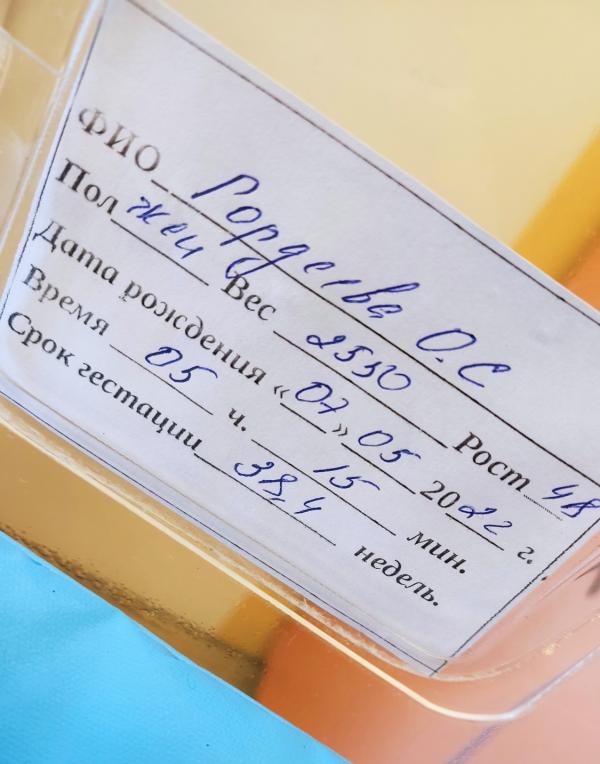 ФИО Гордеева О.С
Пол жен Вес 2550 Рост 48
Дата рождения «07» 05 2022 г.
Время 05 ч. 15 мин.
Срок гестации 38,4 недель.